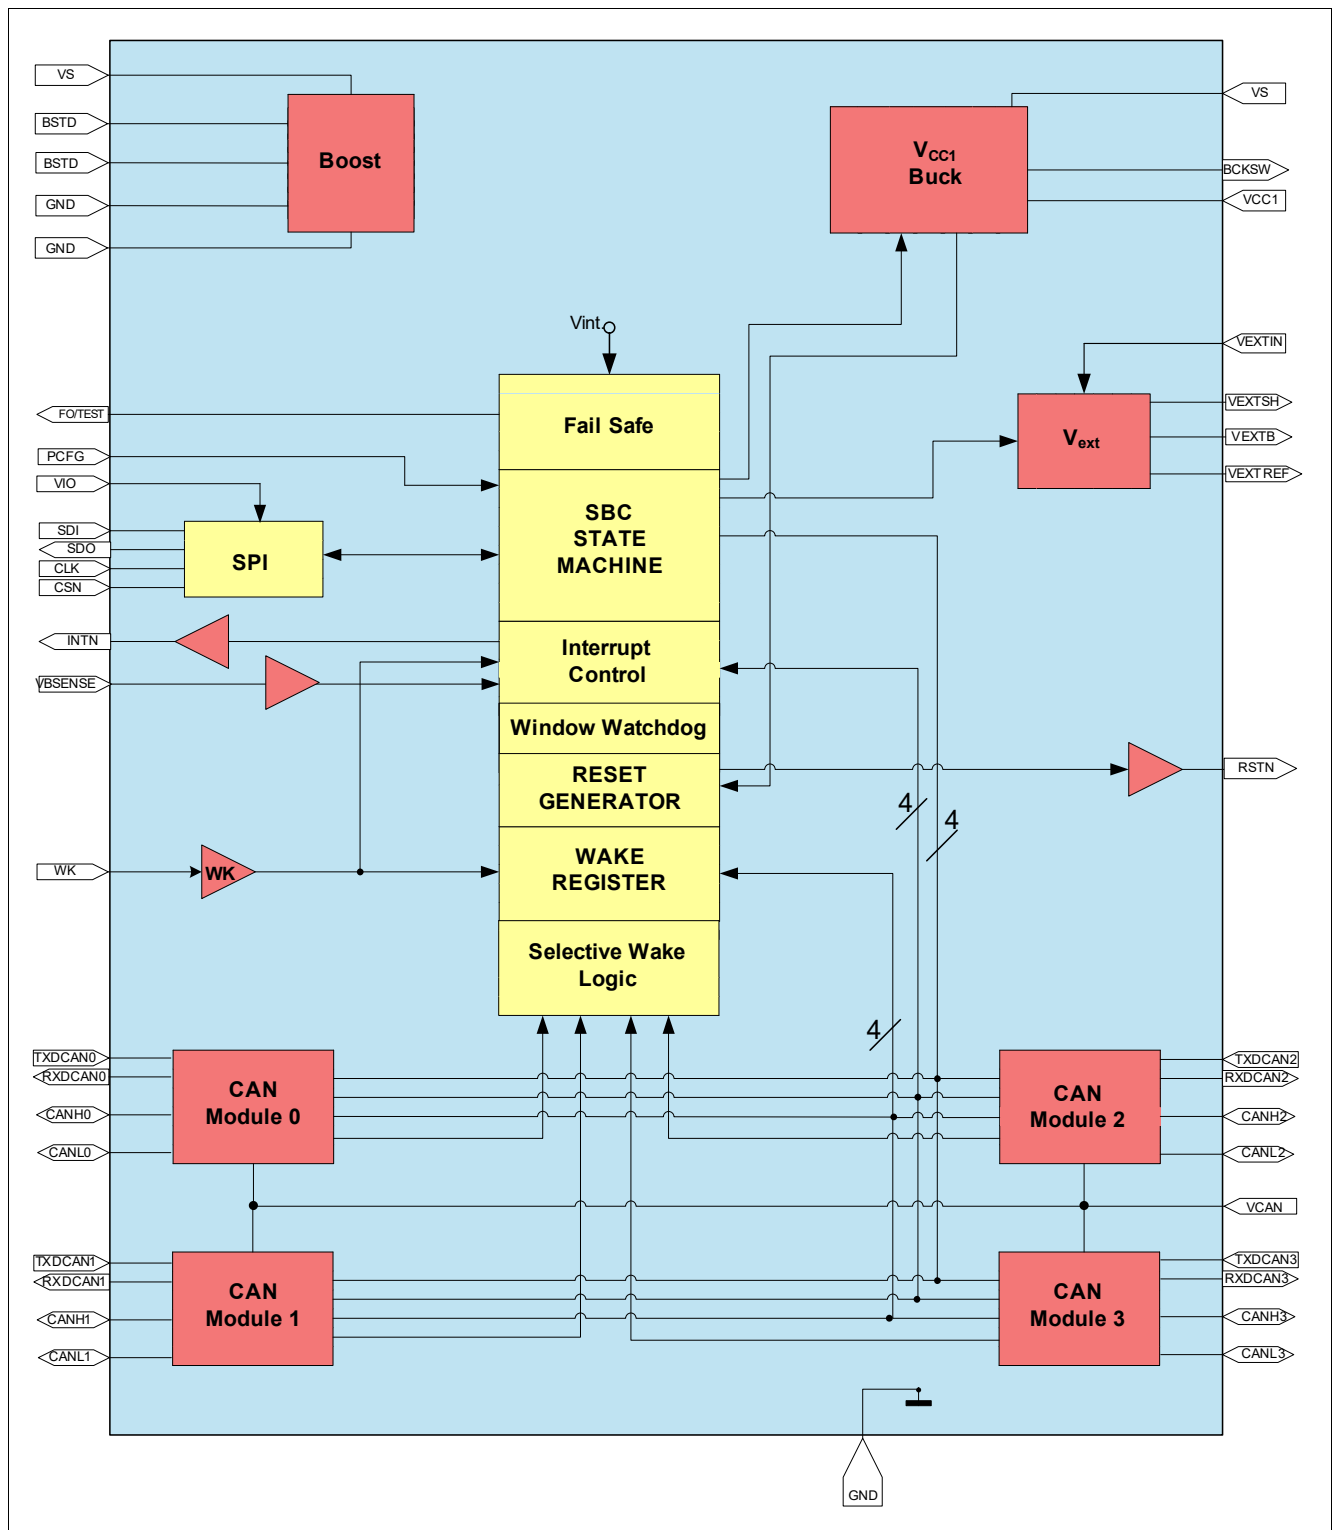 VS
BSTD
BSTD
GND
GND
Boost
VCC1
Buck
VS
BCKSW
VCC1
Vint.
VEXTIN
VEXTSH
VEXTB
VEXTREF
Vext
FO/TEST
PCFG
VIO
SDI
SDO
CLK
CSN
SPI
INTN
VBSENSE
WK
WK
Fail Safe
SBC
STATE
MACHINE
Interrupt
Control
Window Watchdog
RESET
GENERATOR
WAKE
REGISTER
Selective Wake
Logic
RSTN
4
4
4
TXDCAN0
RXDCAN0
CANH0
CANL0
CAN
Module 0
CAN
Module 2
TXDCAN2
RXDCAN2
CANH2
CANL2
VCAN
TXDCAN1
RXDCAN1
CANH1
CANL1
CAN
Module 1
CAN
Module 3
TXDCAN3
RXDCAN3
CANH3
CANL3
GND